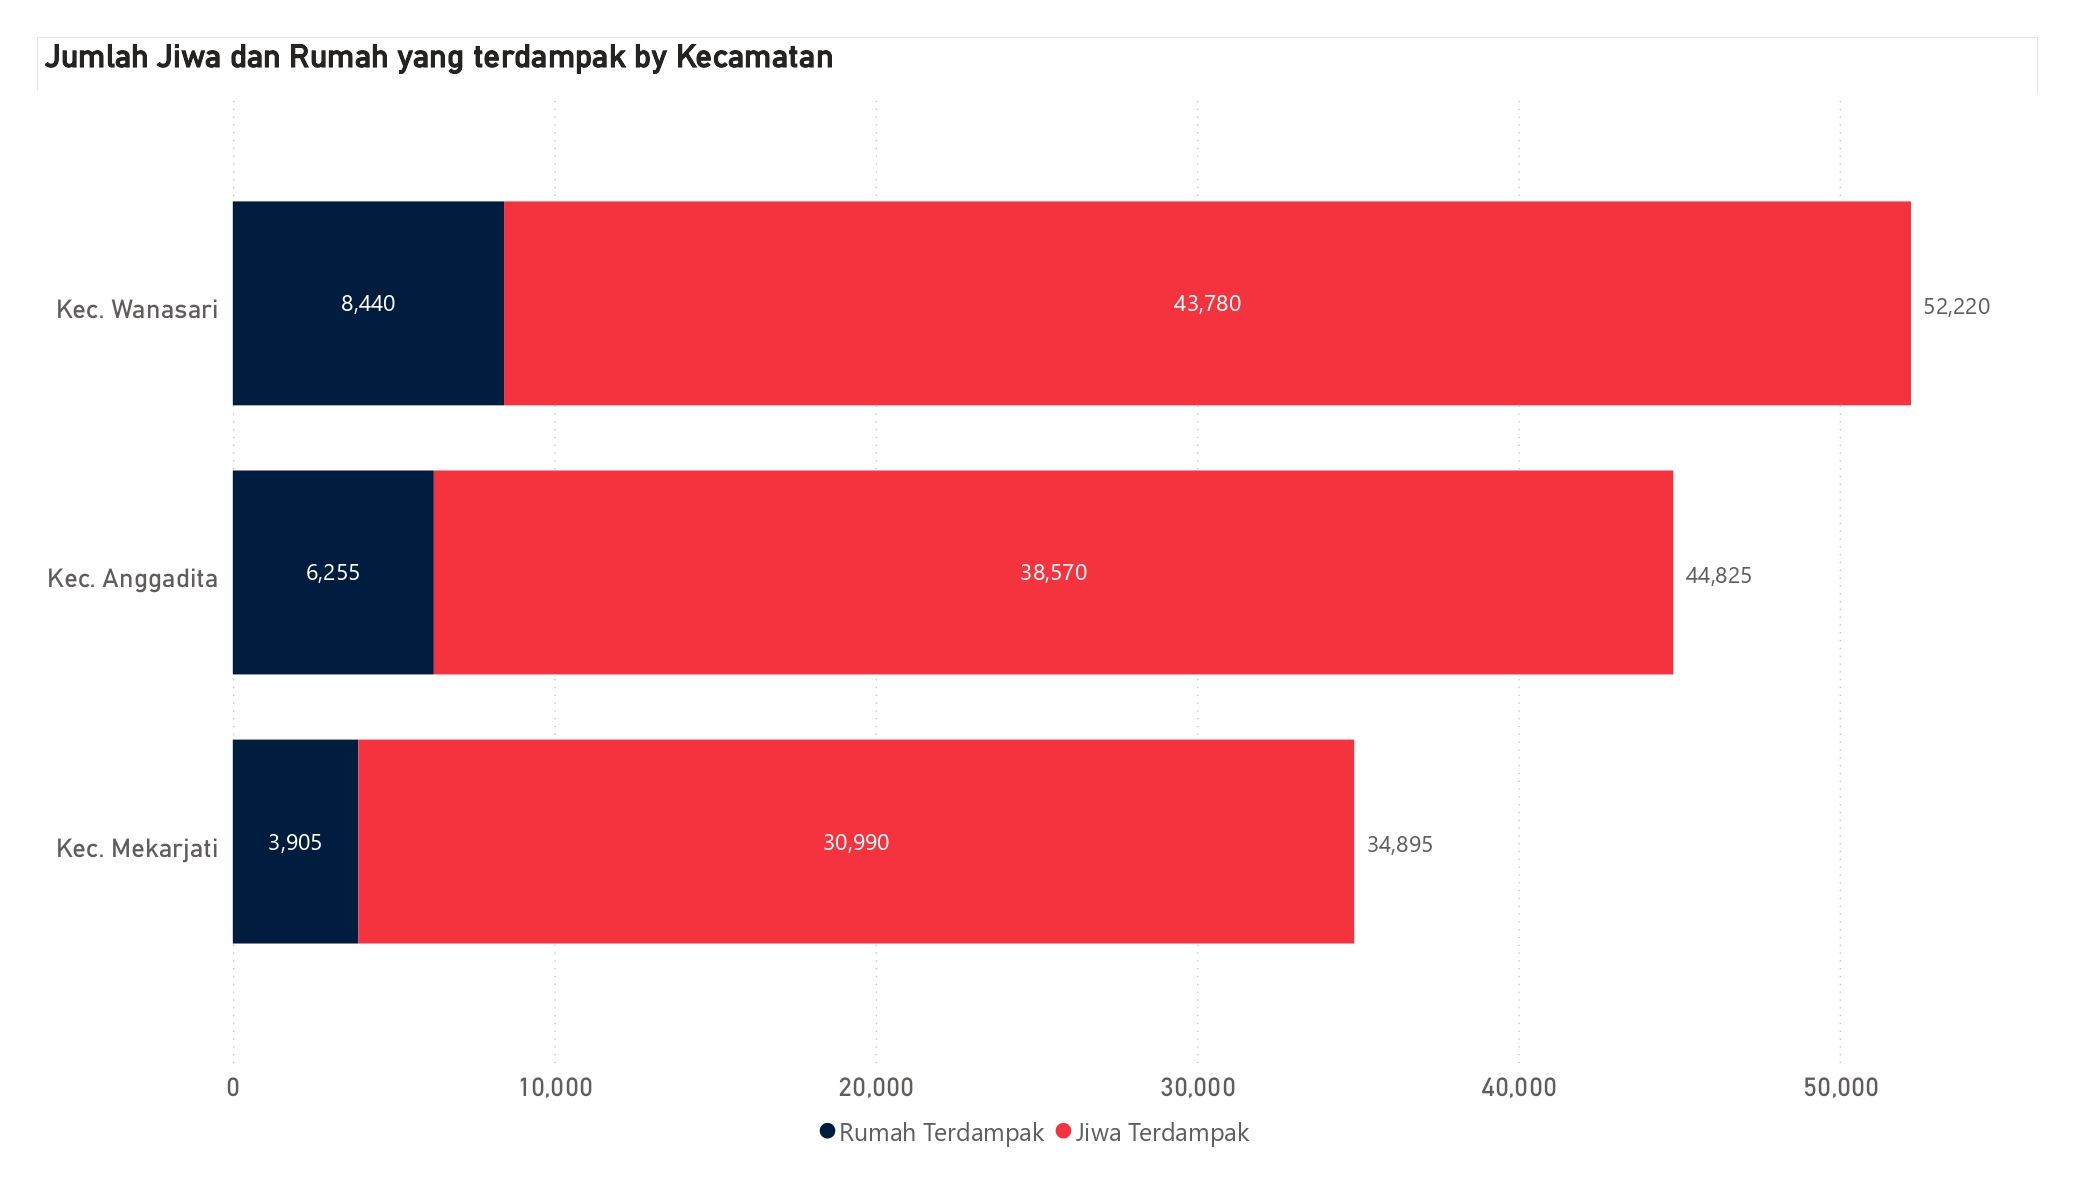 Jumlah Jiwa dan Rumah yang terdampak by Kecamatan
Kec. Wanasari 8,440 43,780 52,220
Kec. Anggadita 6,255 38,570 44,825
Kec. Mekarjati 3,905 30,990 34,895
0 10,000 20,000 30,000 40,000 50,000
Rumah Terdampak Jiwa Terdampak